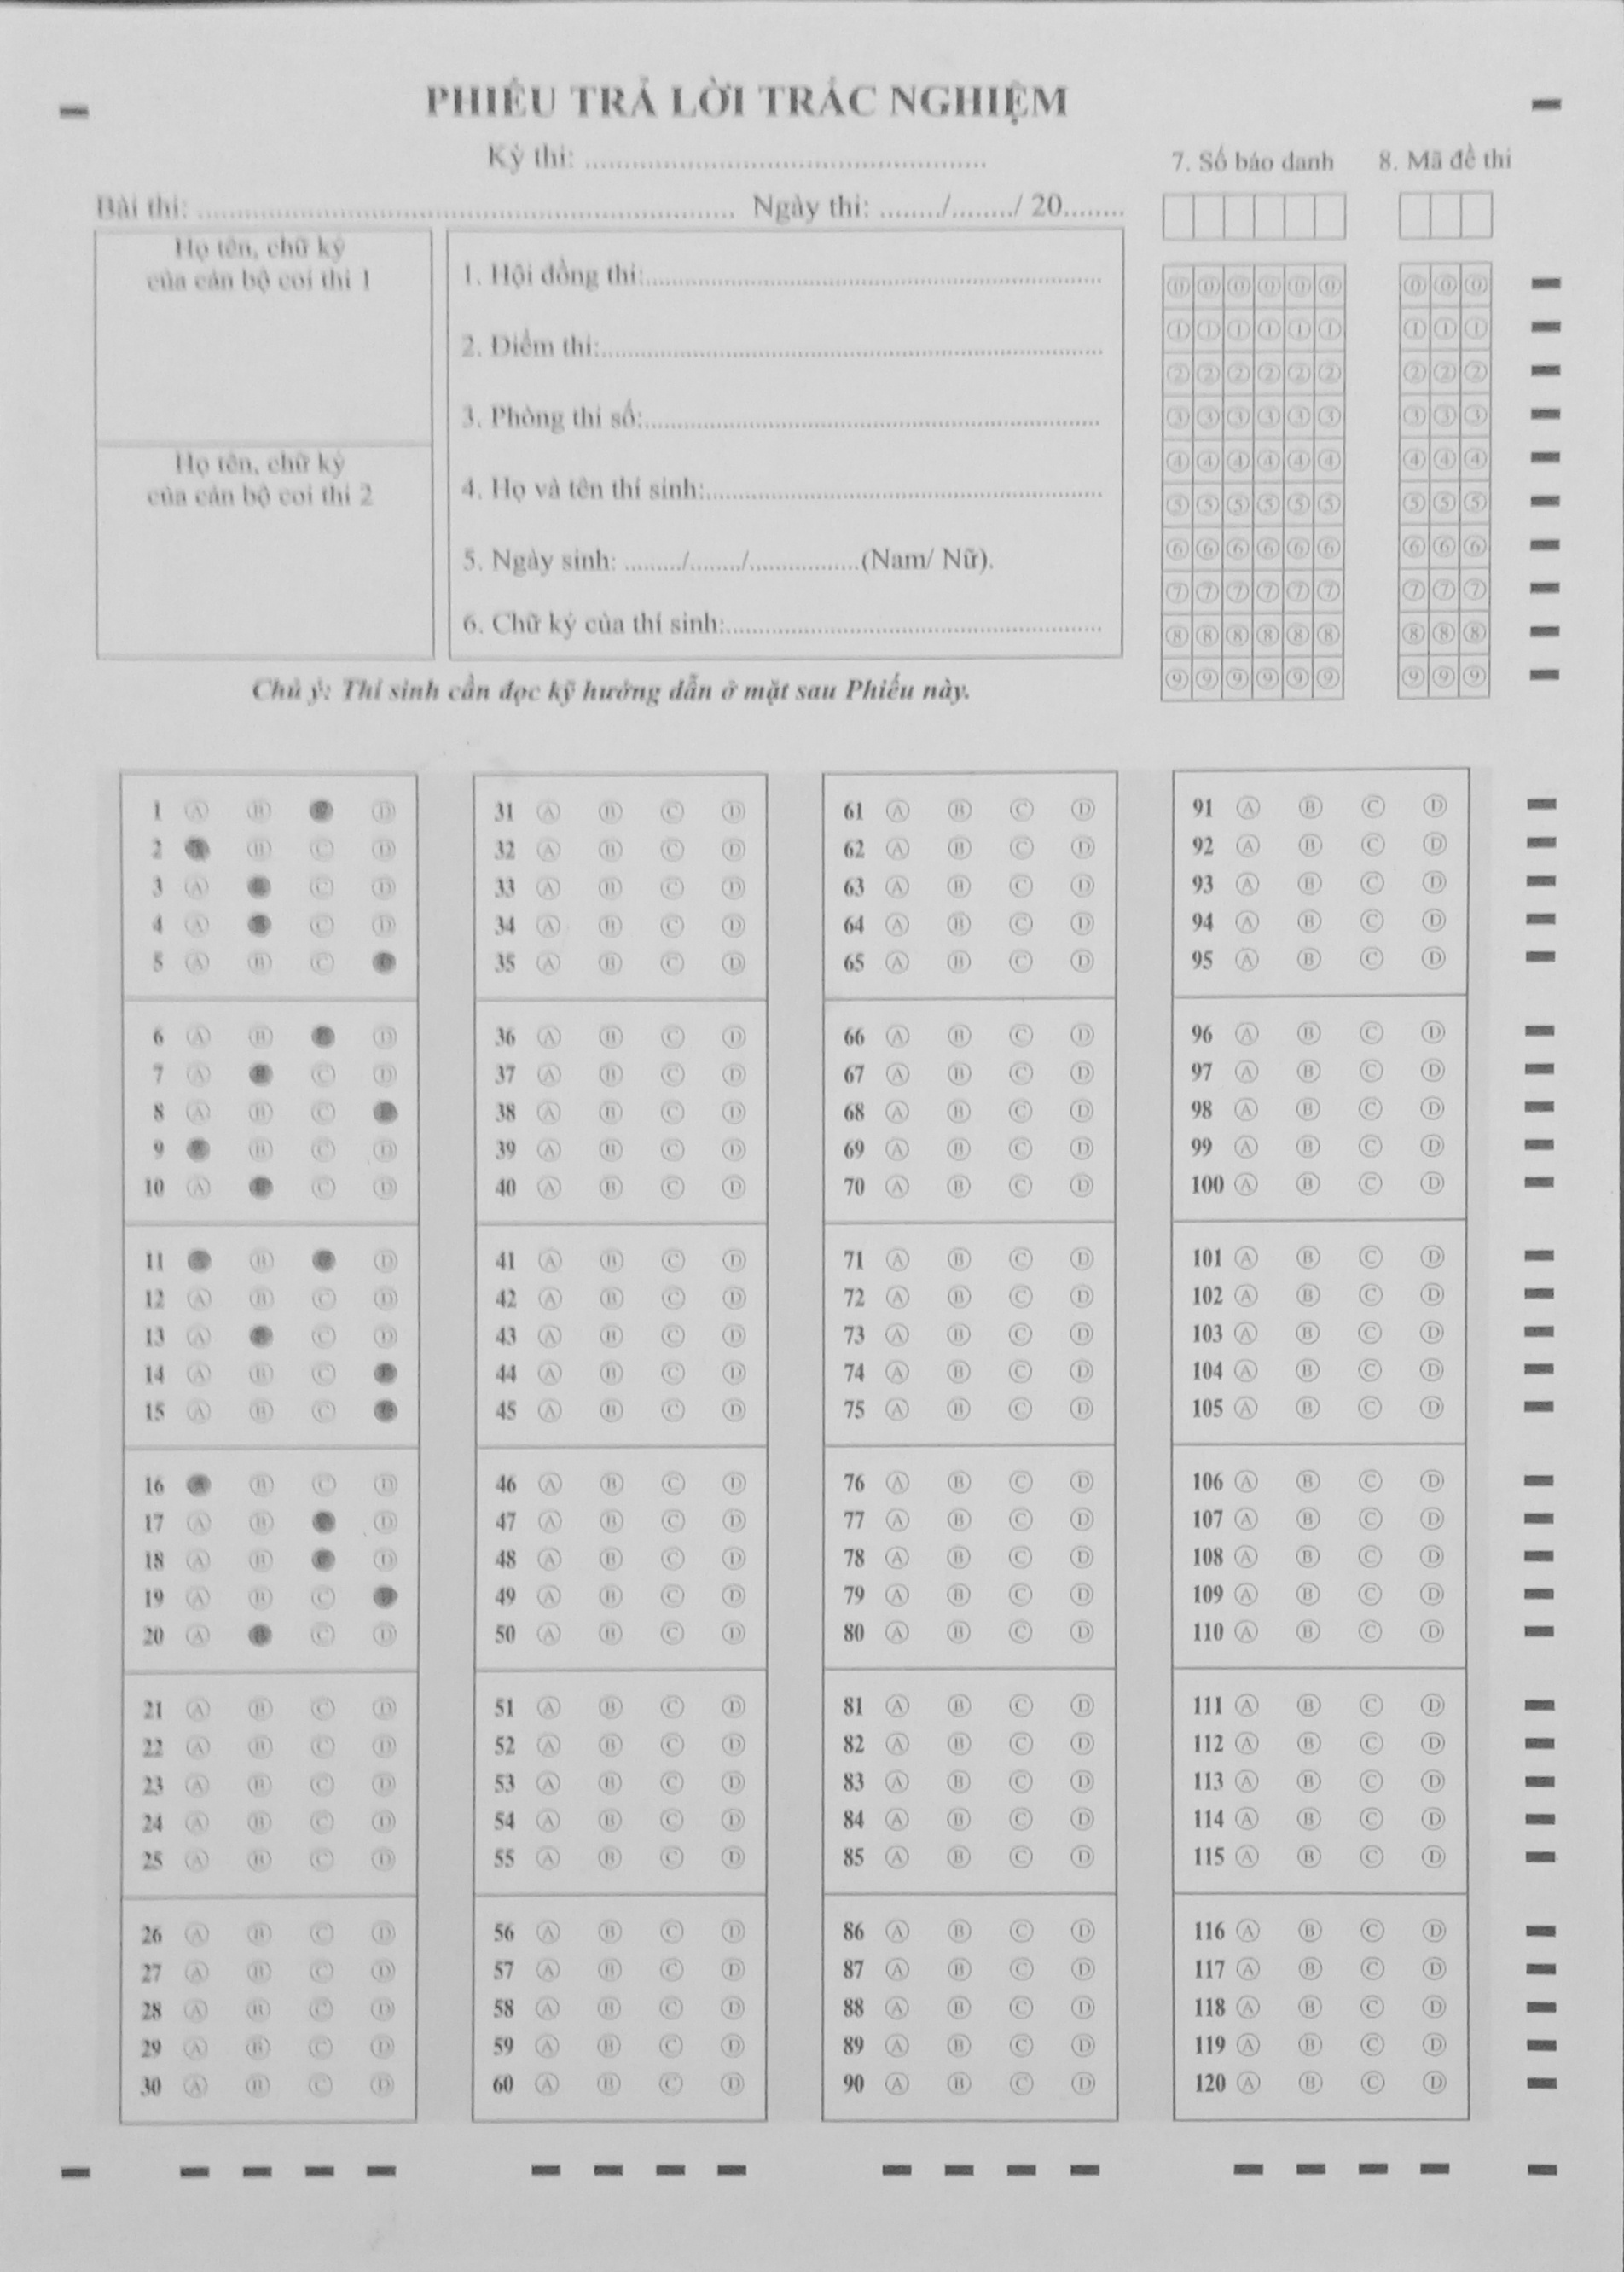 PHIẾU TRẢ LỜI TRẮC NGHIỆM
Kỳ thi: ....................................................
Bài thi: ..................................................................... Ngày thi: ......../......../ 20........
7. Số báo danh
8. Mã đề thi
Họ tên, chữ ký
của cán bộ coi thi 1
Họ tên, chữ ký
của cán bộ coi thi 2
1. Hội đồng thi:...........................................................
2. Điểm thi:.................................................................
3. Phòng thi số:...........................................................
4. Họ và tên thí sinh:...................................................
5. Ngày sinh: ......../......../................(Nam/ Nữ).
6. Chữ ký của thí sinh:................................................
0 0 0 0 0 0 0 0 0
1 1 1 1 1 1 1 1 1
2 2 2 2 2 2 2 2 2
3 3 3 3 3 3 3 3 3
4 4 4 4 4 4 4 4 4
5 5 5 5 5 5 5 5 5
6 6 6 6 6 6 6 6 6
7 7 7 7 7 7 7 7 7
8 8 8 8 8 8 8 8 8
9 9 9 9 9 9 9 9 9
Chú ý: Thí sinh cần đọc kỹ hướng dẫn ở mặt sau Phiếu này.
1 A B D
2 B C D
3 A C D
4 A C D
5 A B C
6 A B D
7 A B C D
8 A B C
9 B C D
10 A C D
11 B D
12 A B C D
13 A C D
14 A B C
15 A B C
16 A B C D
17 A B D
18 A B D
19 A B C
20 A C D
21 A B C D
22 A B C D
23 A B C D
24 A B C D
25 A B C D
26 A B C D
27 A B C D
28 A B C D
29 A B C D
30 A B C D
31 A B C D
32 A B C D
33 A B C D
34 A B C D
35 A B C D
36 A B C D
37 A B C D
38 A B C D
39 A B C D
40 A B C D
41 A B C D
42 A B C D
43 A B C D
44 A B C D
45 A B C D
46 A B C D
47 A B C D
48 A B C D
49 A B C D
50 A B C D
51 A B C D
52 A B C D
53 A B C D
54 A B C D
55 A B C D
56 A B C D
57 A B C D
58 A B C D
59 A B C D
60 A B C D
61 A B C D
62 A B C D
63 A B C D
64 A B C D
65 A B C D
66 A B C D
67 A B C D
68 A B C D
69 A B C D
70 A B C D
71 A B C D
72 A B C D
73 A B C D
74 A B C D
75 A B C D
76 A B C D
77 A B C D
78 A B C D
79 A B C D
80 A B C D
81 A B C D
82 A B C D
83 A B C D
84 A B C D
85 A B C D
86 A B C D
87 A B C D
88 A B C D
89 A B C D
90 A B C D
91 A B C D
92 A B C D
93 A B C D
94 A B C D
95 A B C D
96 A B C D
97 A B C D
98 A B C D
99 A B C D
100 A B C D
101 A B C D
102 A B C D
103 A B C D
104 A B C D
105 A B C D
106 A B C D
107 A B C D
108 A B C D
109 A B C D
110 A B C D
111 A B C D
112 A B C D
113 A B C D
114 A B C D
115 A B C D
116 A B C D
117 A B C D
118 A B C D
119 A B C D
120 A B C D